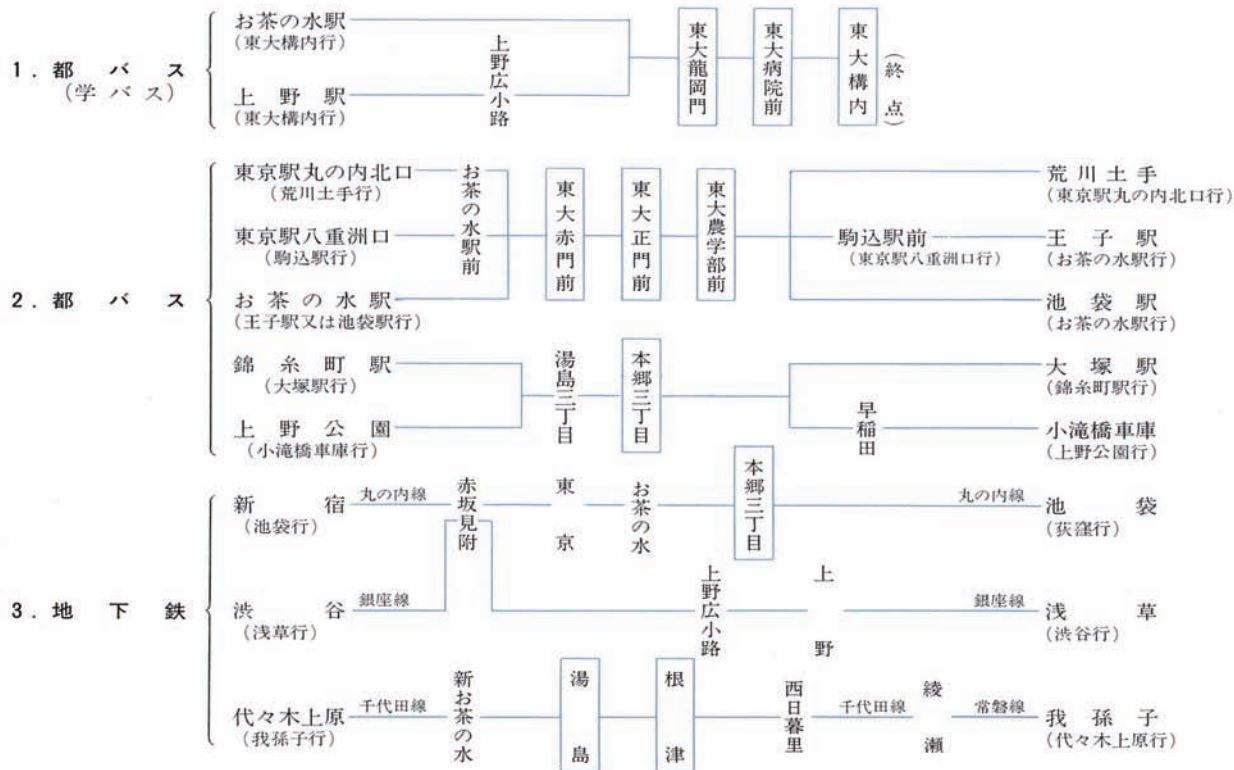 1. 都バス
(学バス)
お茶の水駅
(東大構内行)
上野駅
(東大構内行)
上野広小路
東大龍岡門
東大病院前
東大構内
(終点)
2. 都バス
東京駅丸の内北口
(荒川土手行)
東京駅八重洲口
(駒込駅行)
お茶の水駅
(王子駅又は池袋駅行)
お茶の水駅前
東大赤門前
東大正門前
東大農学部前
駒込駅前
(東京駅八重洲口行)
荒川土手
(東京駅丸の内北口行)
王子駅
(お茶の水駅行)
池袋駅
(お茶の水駅行)
錦糸町駅
(大塚駅行)
上野公園
(小滝橋車庫行)
湯島三丁目
本郷三丁目
早稲田
大塚駅
(錦糸町駅行)
小滝橋車庫
(上野公園行)
3. 地下鉄
新宿
(池袋行)
丸の内線
赤坂見附
東京
お茶の水
本郷三丁目
丸の内線
池袋
(荻窪行)
渋谷
(浅草行)
銀座線
上野広小路
上野
銀座線
浅草
(渋谷行)
代々木上原
(我孫子行)
千代田線
新お茶の水
湯島
根津
西日暮里
千代田線
綾瀬
常磐線
我孫子
(代々木上原行)